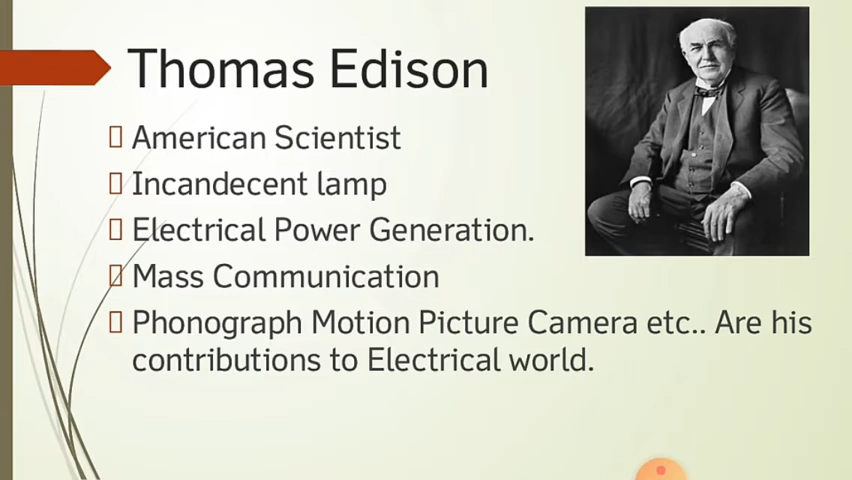 Thomas Edison
American Scientist
Incandecent lamp
Electrical Power Generation.
Mass Communication
Phonograph Motion Picture Camera etc.. Are his
contributions to Electrical world.